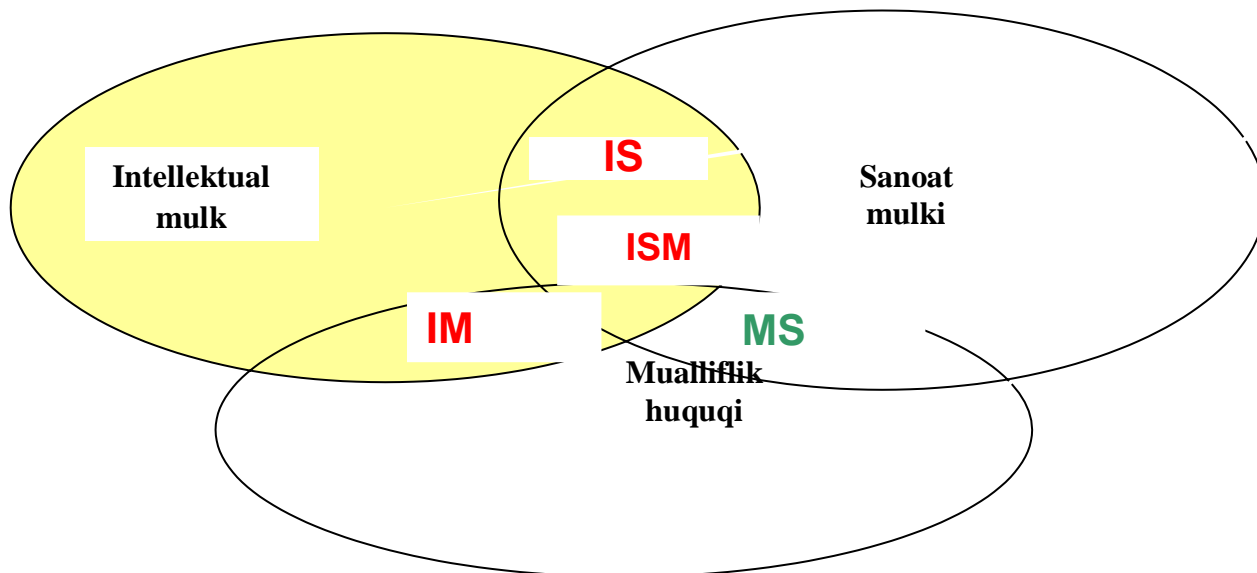 Intellektual
mulk
IS
Sanoat
mulki
ISM
IM
MS
Mualliflik
huquqi